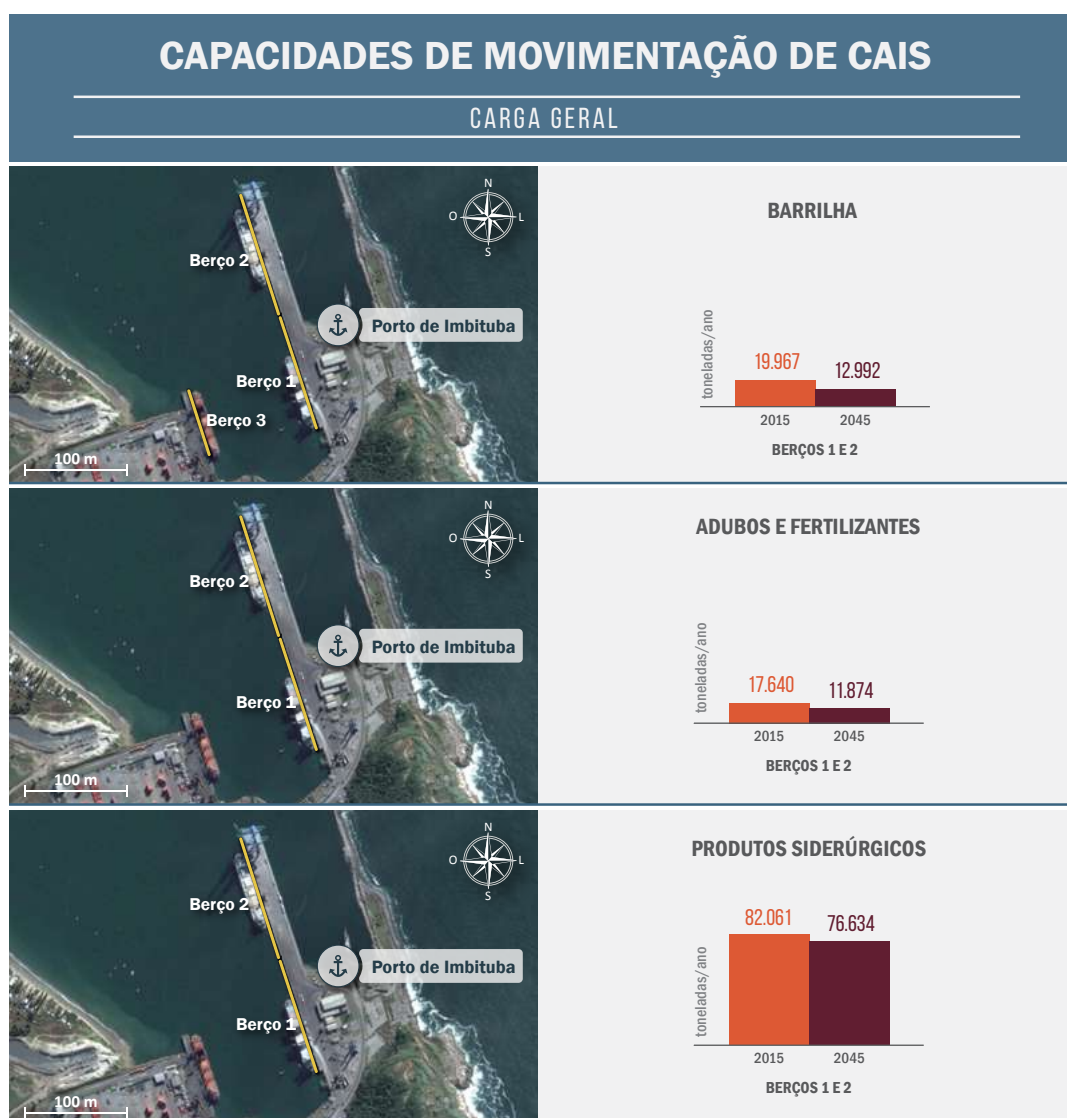 CAPACIDADES DE MOVIMENTAÇÃO DE CAIS
CARGA GERAL
N
O
L
S
Berço 2
Porto de Imbituba
Berço 1
Berço 3
100 m
BARRILHA
toneladas/ano
19.967
12.992
2015
2045
BERÇOS 1 E 2
N
O
L
S
Berço 2
Porto de Imbituba
Berço 1
100 m
ADUBOS E FERTILIZANTES
toneladas/ano
17.640
11.874
2015
2045
BERÇOS 1 E 2
N
O
L
S
Berço 2
Porto de Imbituba
Berço 1
100 m
PRODUTOS SIDERÚRGICOS
toneladas/ano
82.061
76.634
2015
2045
BERÇOS 1 E 2